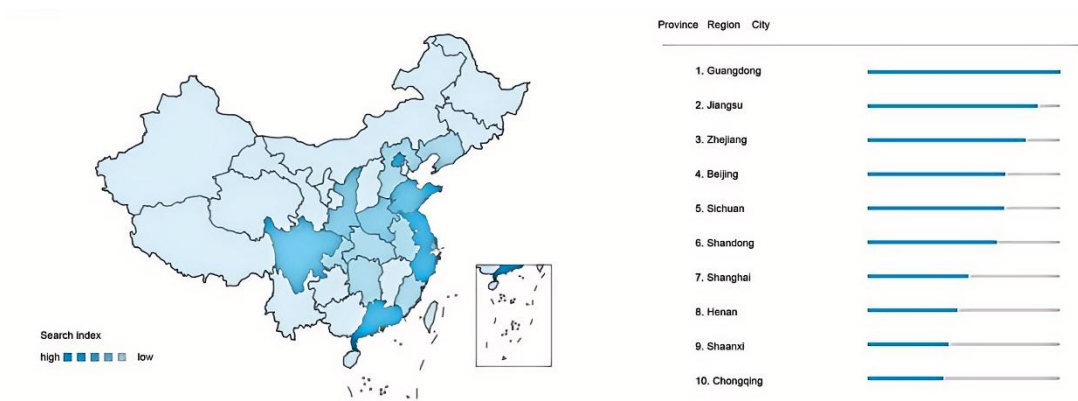 Province Region City
1. Guangdong
2. Jiangsu
3. Zhejiang
4. Beijing
5. Sichuan
6. Shandong
7. Shanghai
8. Henan
9. Shaanxi
10. Chongqing
Search index
high low